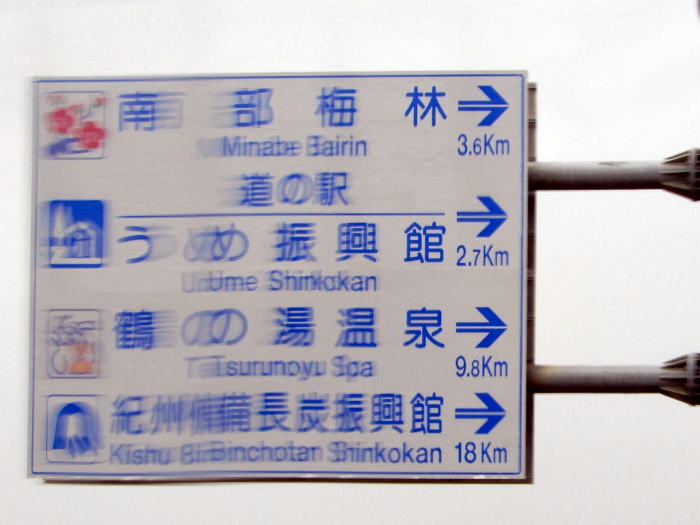 南部梅林
Minabe Bairin 3.6Km
道の駅
うめ振興館
Ume Shinkokan 2.7Km
鶴の湯温泉
Tsurunoyu Spa 9.8Km
紀州備長炭振興館
Kishu Binchotan Shinkokan 18Km